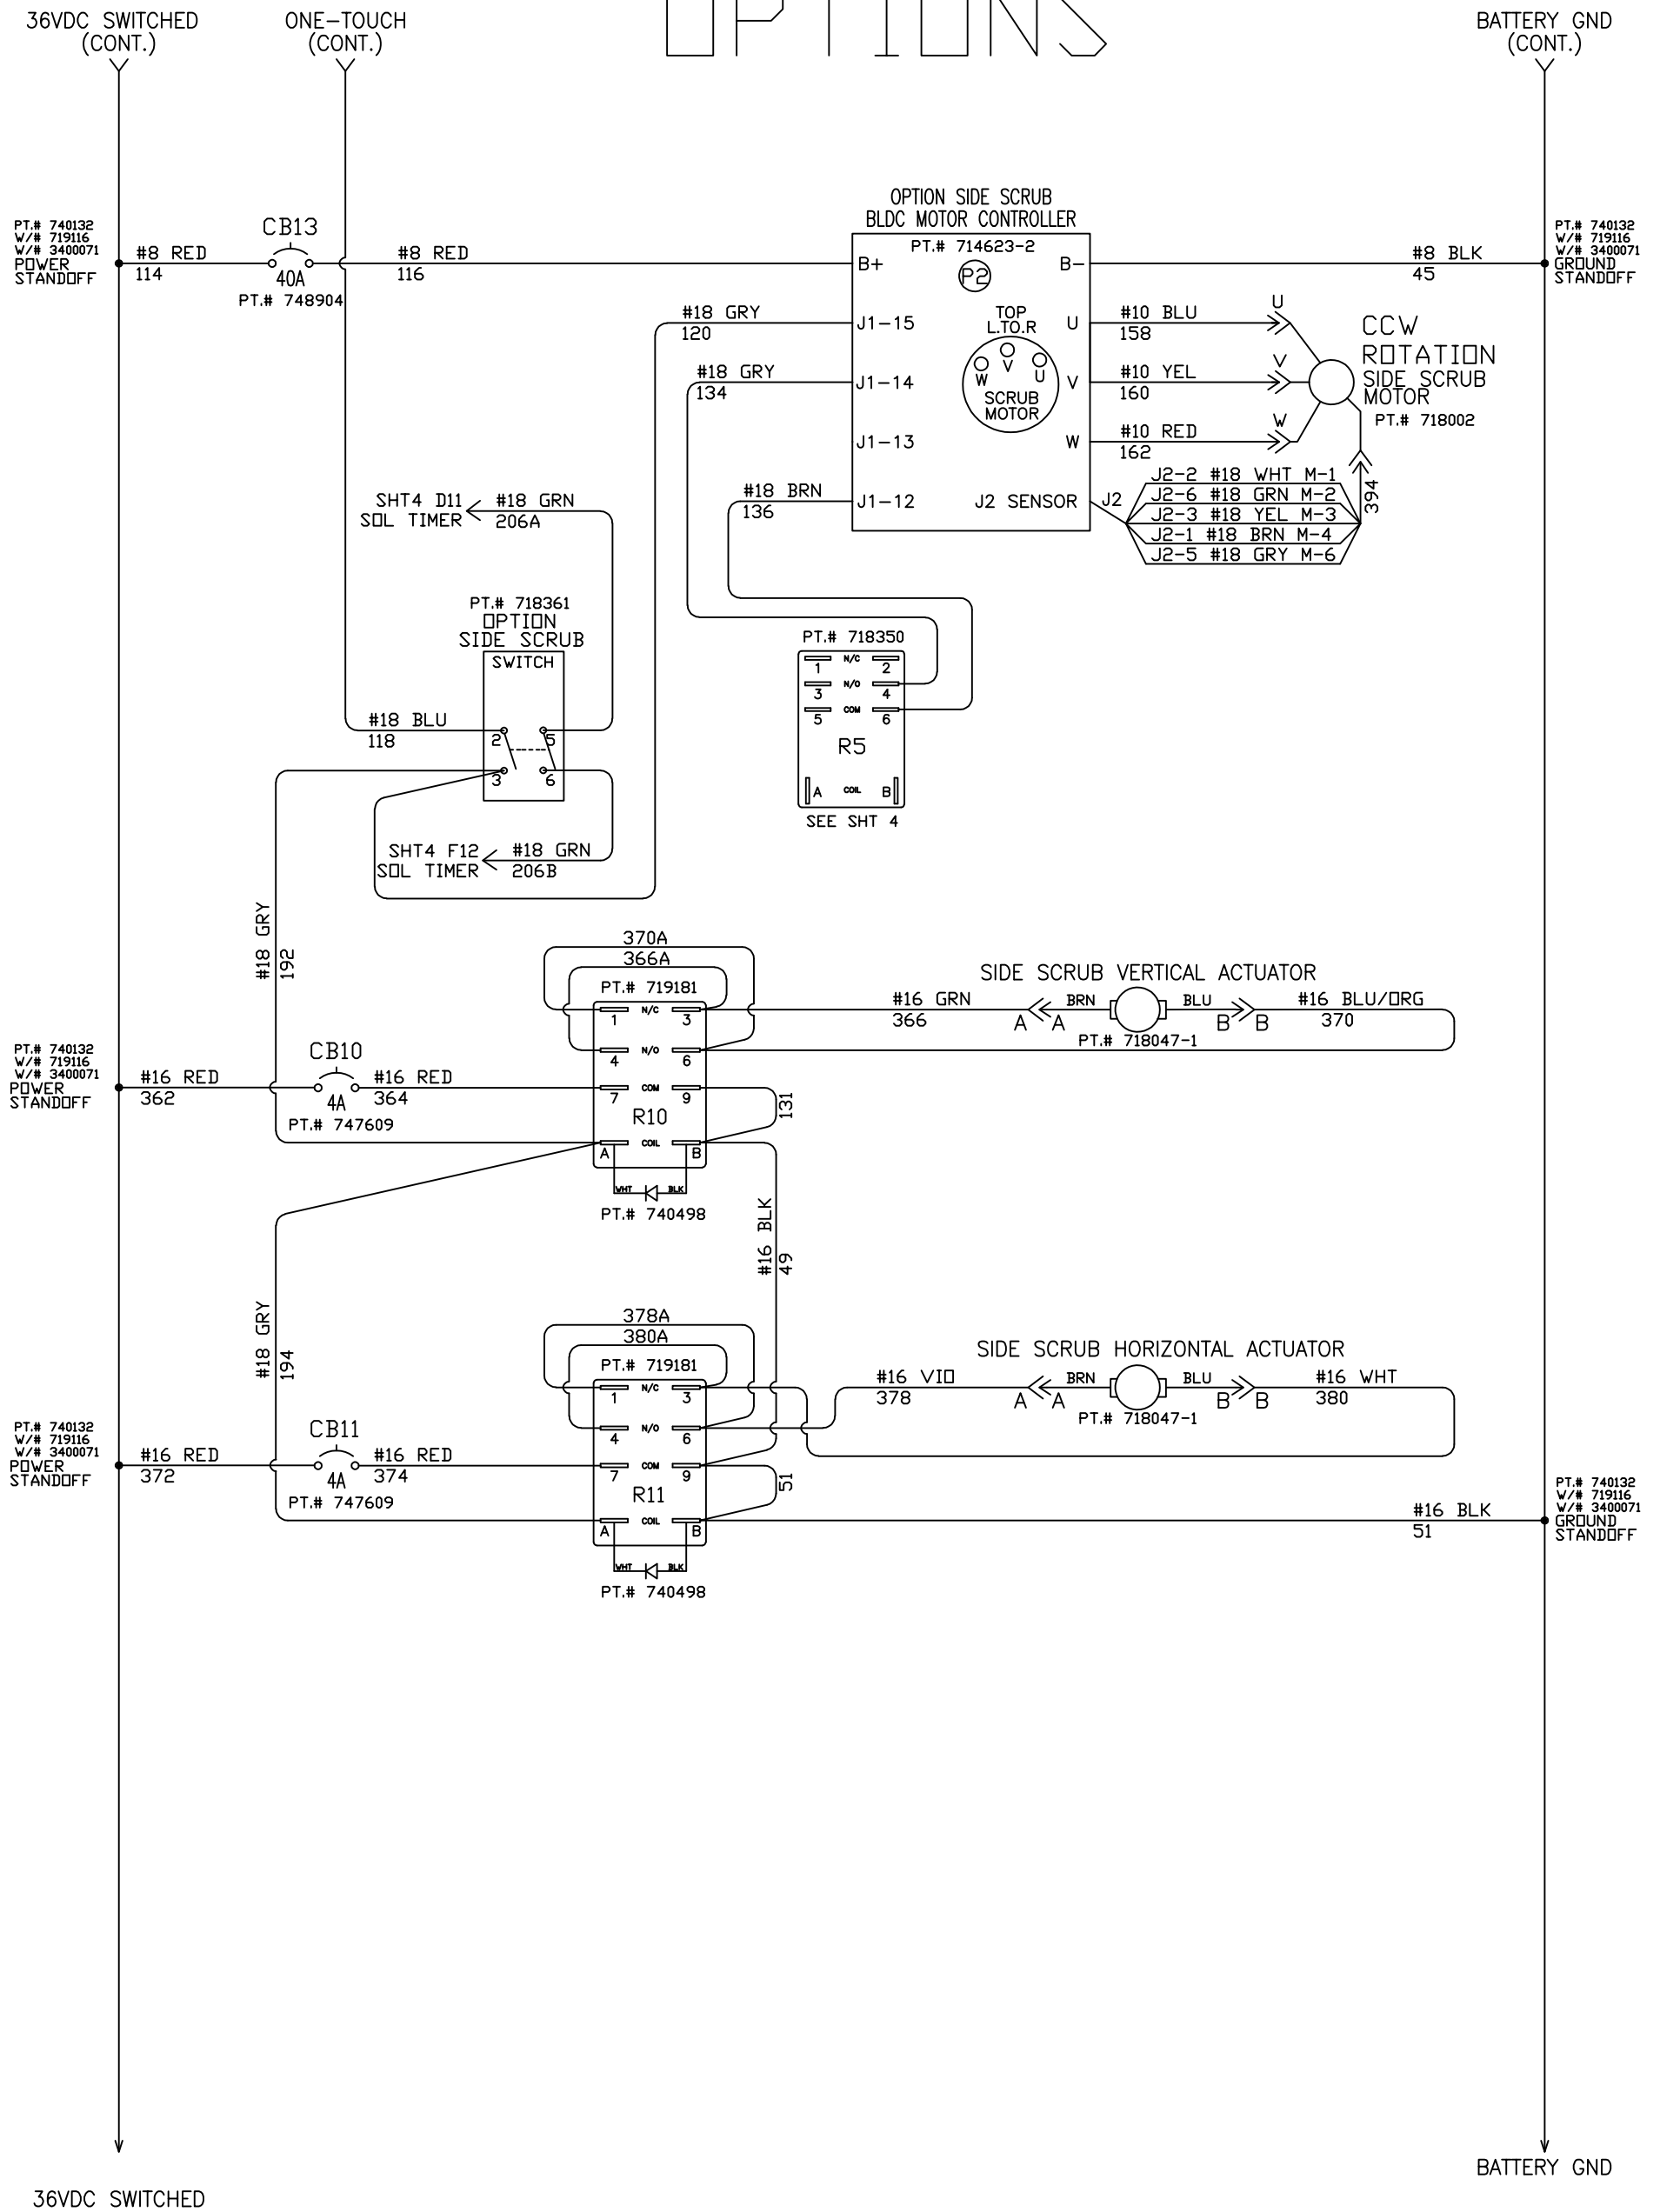 OPTIONS
36VDC SWITCHED
(CONT.)
ONE-TOUCH
(CONT.)
BATTERY GND
(CONT.)
PT.# 740132
W/# 719116
W/# 3400071
POWER
STANDOFF
#8 RED
114
CB13
40A
PT.# 748904
#8 RED
116
OPTION SIDE SCRUB
BLDC MOTOR CONTROLLER
PT.# 714623-2
P2
B+
B-
J1-15
J1-14
J1-13
J1-12
U
V
W
J2 SENSOR
TOP
L.TO.R
W
V
U
SCRUB
MOTOR
#8 BLK
45
PT.# 740132
W/# 719116
W/# 3400071
GROUND
STANDOFF
#18 GRY
120
#18 GRY
134
#18 BRN
136
#10 BLU
158
U
#10 YEL
160
V
#10 RED
162
W
CCW
ROTATION
SIDE SCRUB
MOTOR
PT.# 718002
J2
J2-2 #18 WHT M-1
J2-6 #18 GRN M-2
J2-3 #18 YEL M-3
J2-1 #18 BRN M-4
J2-5 #18 GRY M-6
394
SHT4 D11
SOL TIMER
#18 GRN
206A
PT.# 718361
OPTION
SIDE SCRUB
SWITCH
2
5
3
6
#18 BLU
118
SHT4 F12
SOL TIMER
#18 GRN
206B
PT.# 718350
1 N/C 2
3 N/O 4
5 COM 6
R5
A COIL B
SEE SHT 4
#18 GRY
192
370A
366A
PT.# 719181
1 N/C 3
4 N/O 6
7 COM 9
R10
A COIL B
WHT BLK
PT.# 740498
131
SIDE SCRUB VERTICAL ACTUATOR
#16 GRN
366
A A
BRN
BLU
B B
#16 BLU/ORG
370
PT.# 718047-1
PT.# 740132
W/# 719116
W/# 3400071
POWER
STANDOFF
#16 RED
362
CB10
4A
PT.# 747609
#16 RED
364
#16 BLK
49
#18 GRY
194
378A
380A
PT.# 719181
1 N/C 3
4 N/O 6
7 COM 9
R11
A COIL B
WHT BLK
PT.# 740498
51
SIDE SCRUB HORIZONTAL ACTUATOR
#16 VIO
378
A A
BRN
BLU
B B
#16 WHT
380
PT.# 718047-1
PT.# 740132
W/# 719116
W/# 3400071
POWER
STANDOFF
#16 RED
372
CB11
4A
PT.# 747609
#16 RED
374
#16 BLK
51
PT.# 740132
W/# 719116
W/# 3400071
GROUND
STANDOFF
BATTERY GND
36VDC SWITCHED